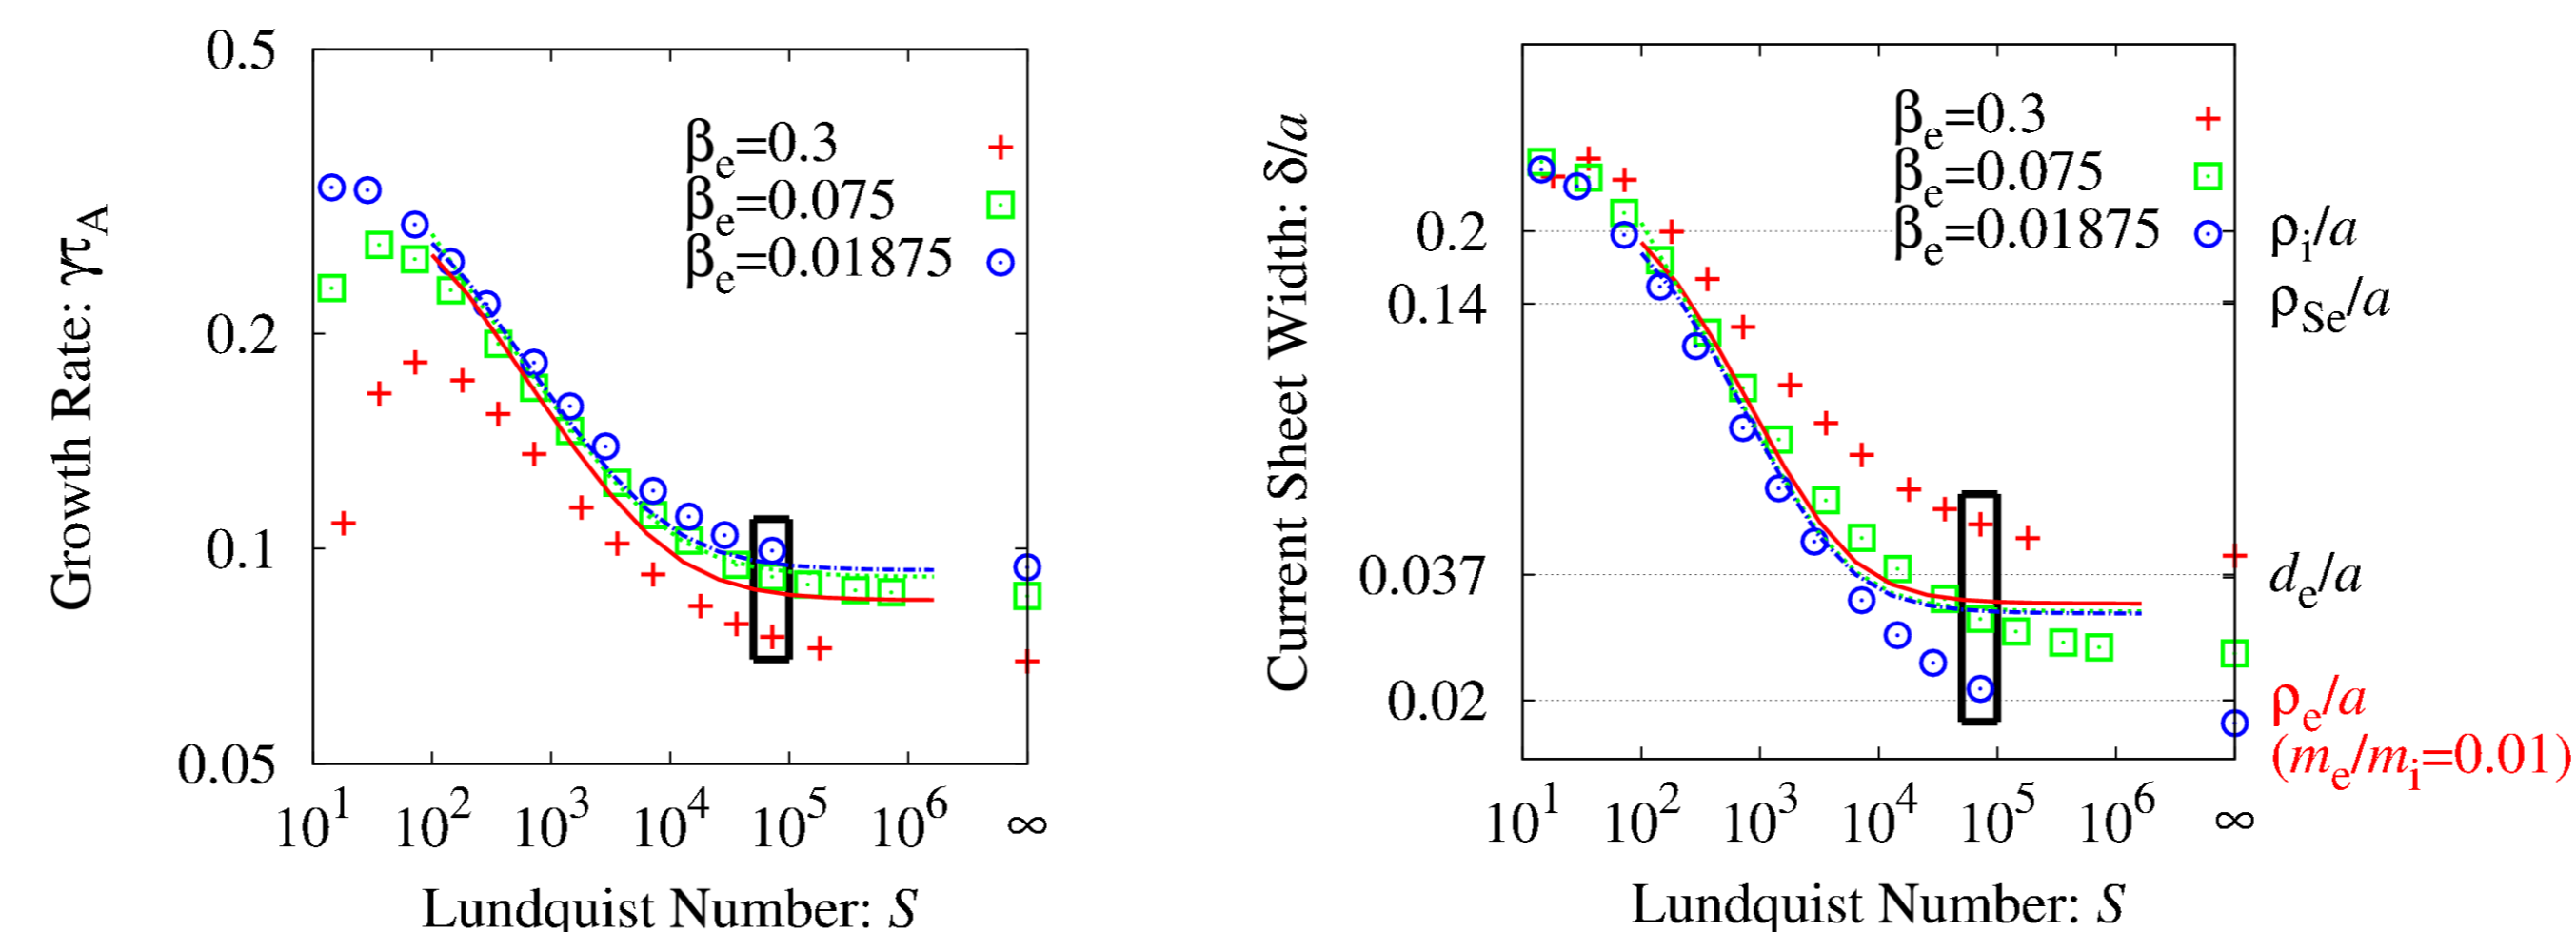 Growth Rate: γτA
0.5
0.2
0.1
0.05
βe=0.3
βe=0.075
βe=0.01875
10^1 10^2 10^3 10^4 10^5 10^6 ∞
Lundquist Number: S
Current Sheet Width: δ/a
0.2
0.14
0.037
0.02
βe=0.3
βe=0.075
βe=0.01875
ρi/a
ρSe/a
de/a
ρe/a
(me/mi=0.01)
10^1 10^2 10^3 10^4 10^5 10^6 ∞
Lundquist Number: S